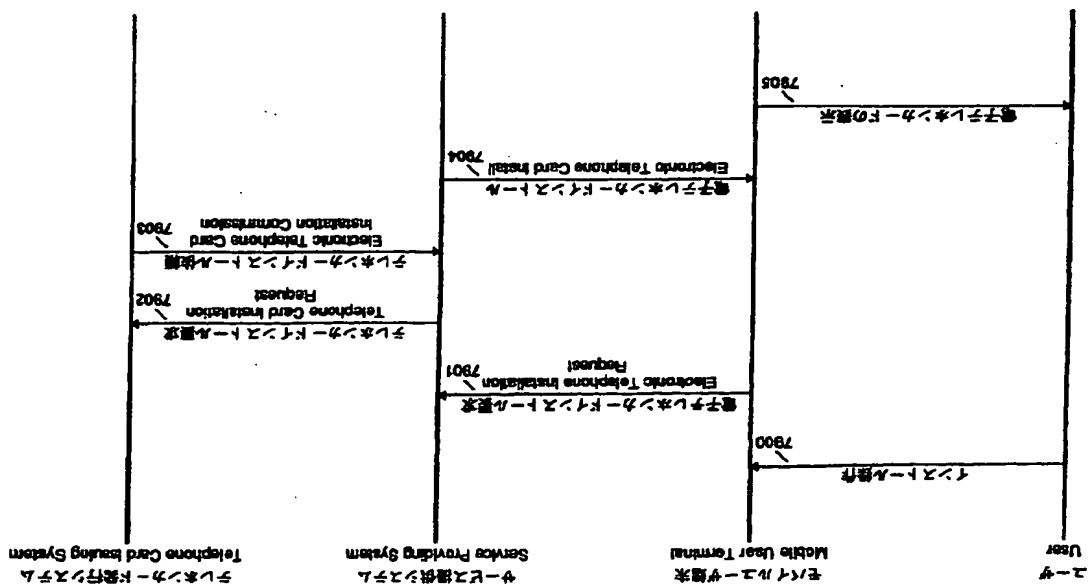 ユーザ
User
モバイルユーザ端末
Mobile User Terminal
サービス提供システム
Service Providing System
テレホンカード発行システム
Telephone Card Issuing System
インストール操作
7900
電子テレホンカードインストール要求
Electronic Telephone Installation
Request
7901
テレホンカードインストール要求
Telephone Card Installation
Request
7902
テレホンカードインストール依頼
Electronic Telephone Card
Installation Commission
7903
電子テレホンカードインストール
Electronic Telephone Card Install
7904
電子テレホンカードの表示
7905